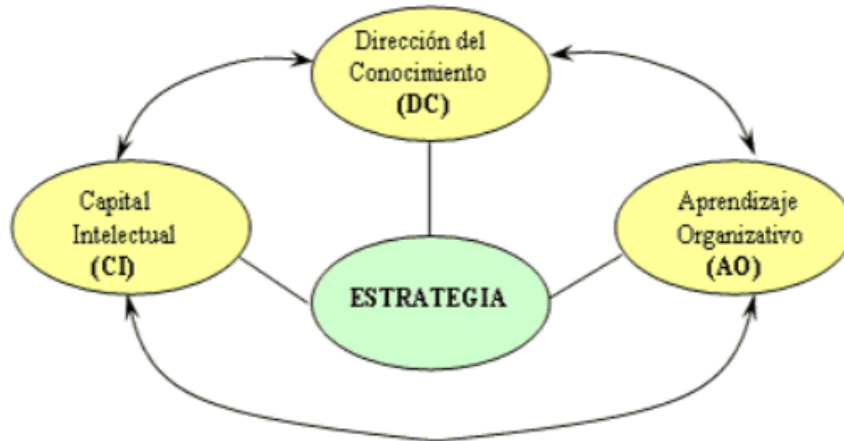 Dirección del
Conocimiento
(DC)
Capital
Intelectual
(CI)
Aprendizaje
Organizativo
(AO)
ESTRATEGIA